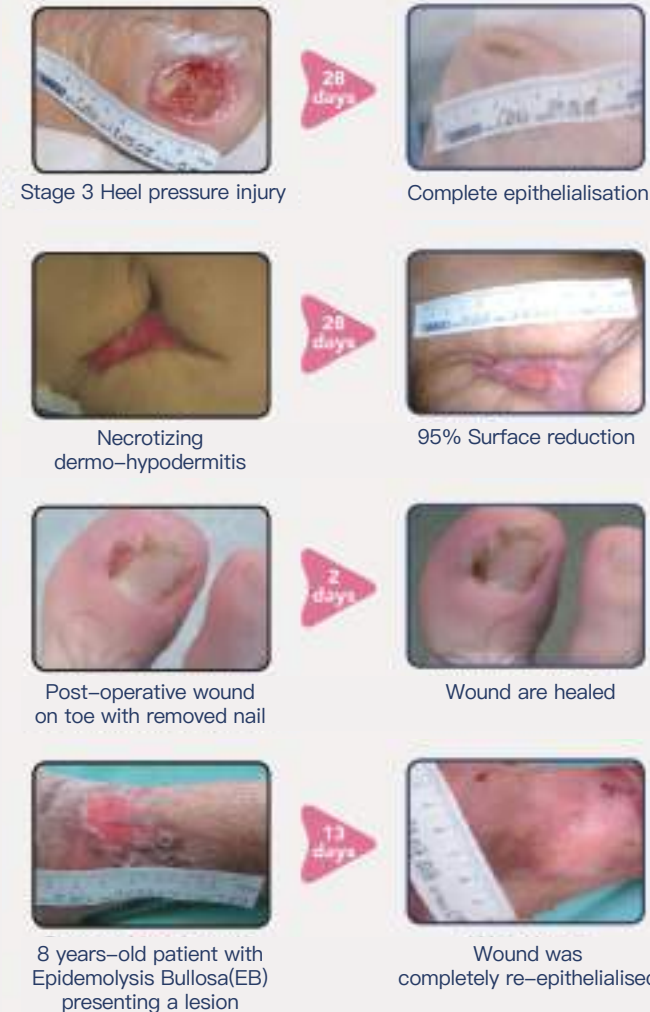 28
days
Stage 3 Heel pressure injury
Complete epithelialisation
28
days
Necrotizing
dermo-hypodermitis
95% Surface reduction
2
days
Post-operative wound
on toe with removed nail
Wound are healed
13
days
8 years-old patient with
Epidemolysis Bullosa(EB)
presenting a lesion
Wound was
completely re-epithelialised